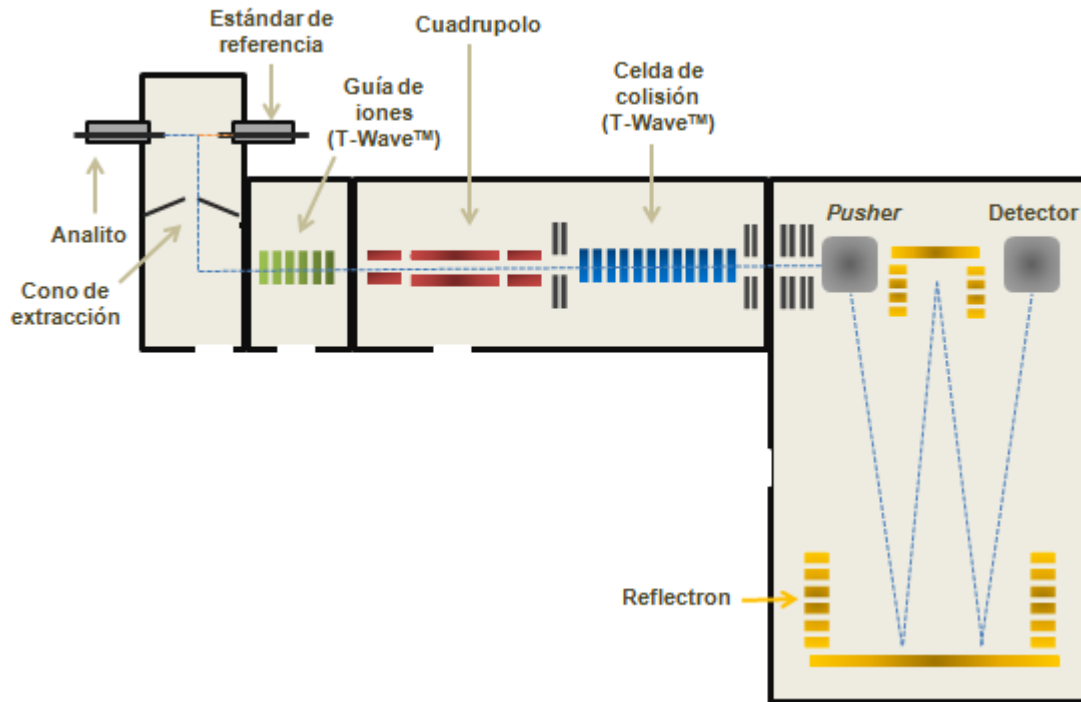 Estándar de
referencia
Cuadrupolo
Guía de
iones
(T-Wave™)
Celda de
colisión
(T-Wave™)
Analito
Cono de
extracción
Pusher
Detector
Reflectron